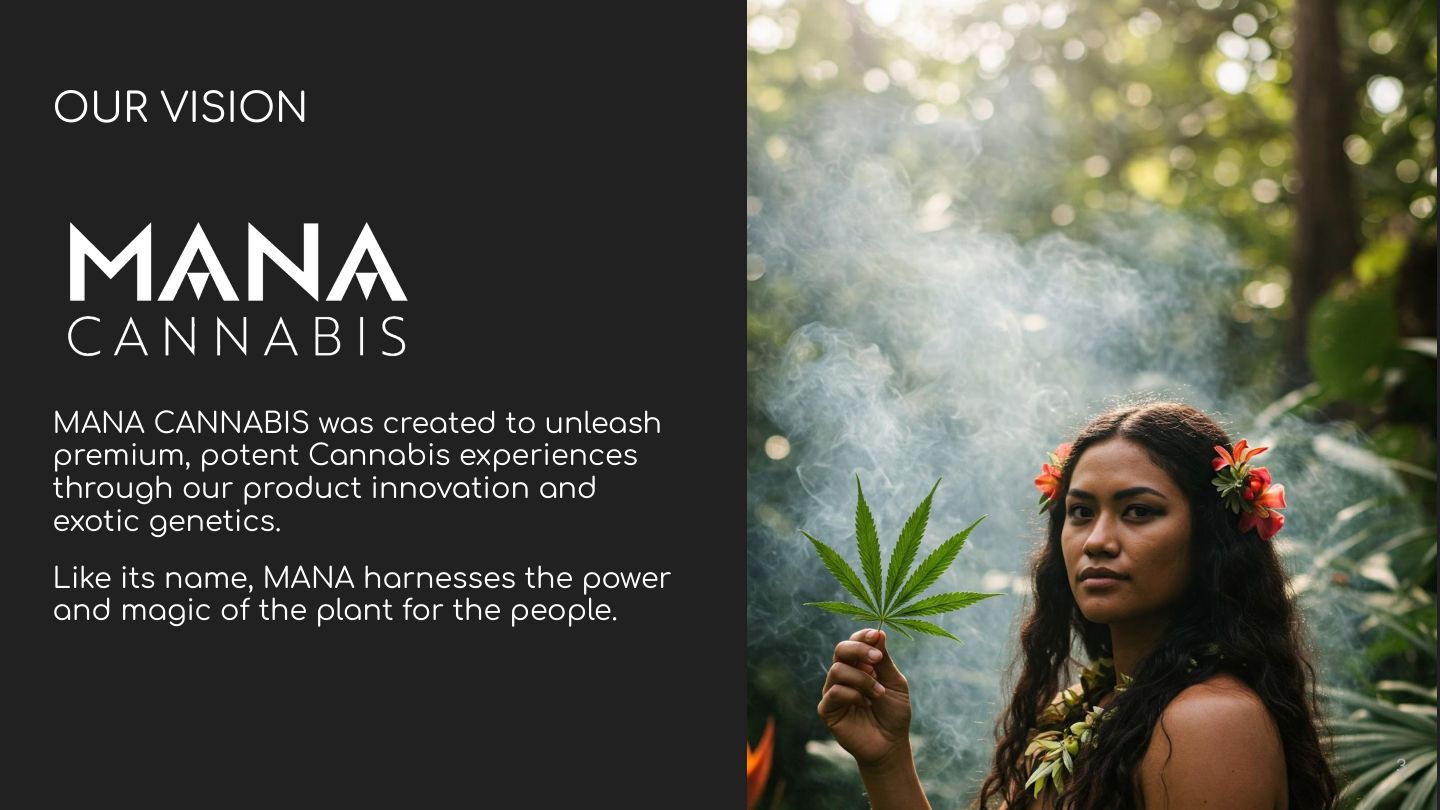 OUR VISION
MANA
CANNABIS
MANA CANNABIS was created to unleash
premium, potent Cannabis experiences
through our product innovation and
exotic genetics.
Like its name, MANA harnesses the power
and magic of the plant for the people.
3